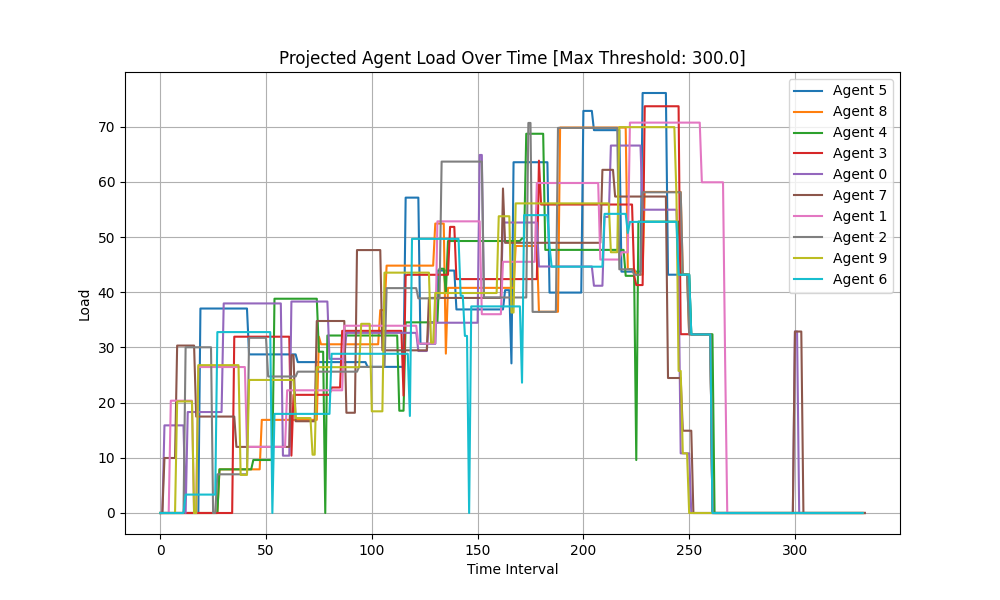 Projected Agent Load Over Time [Max Threshold: 300.0]
Load
70
60
50
40
30
20
10
0
0 50 100 150 200 250 300
Time Interval
Agent 5
Agent 8
Agent 4
Agent 3
Agent 0
Agent 7
Agent 1
Agent 2
Agent 9
Agent 6